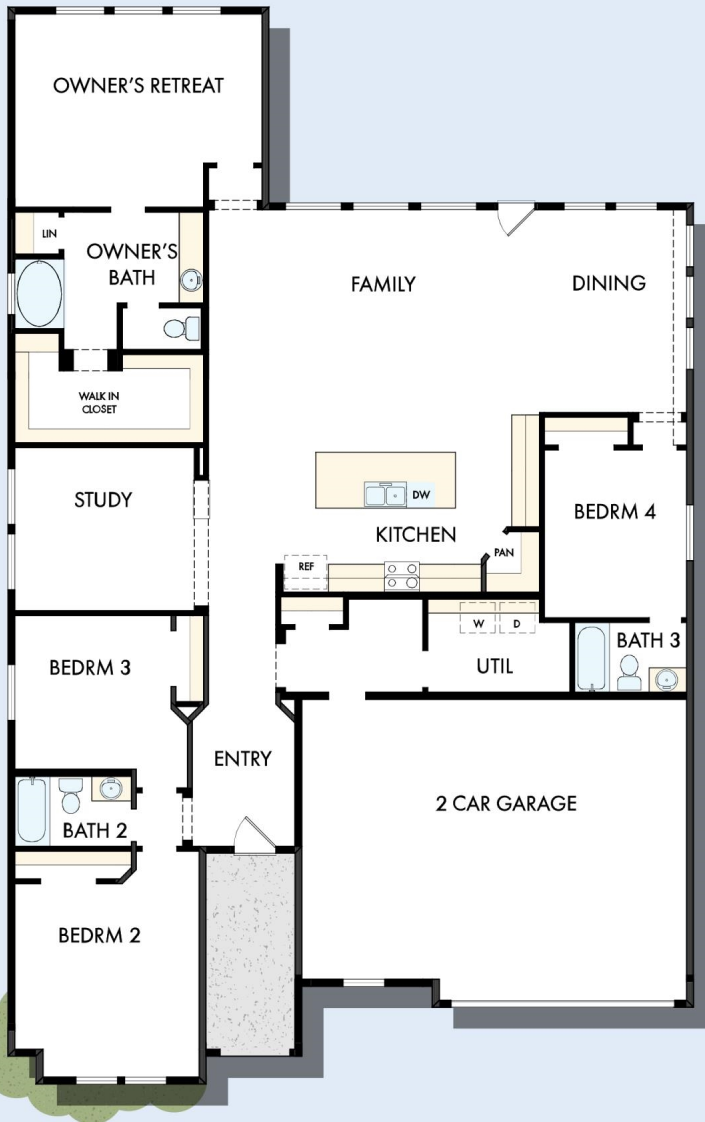 OWNER'S RETREAT
LIN
OWNER'S
BATH
FAMILY
DINING
WALK IN
CLOSET
STUDY
DW
KITCHEN
BEDRM 4
PAN
REF
W
D
BATH 3
BEDRM 3
UTIL
ENTRY
2 CAR GARAGE
BATH 2
BEDRM 2